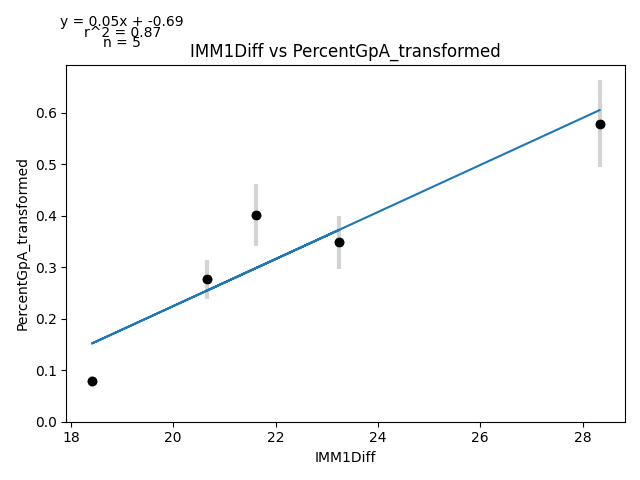 y = 0.05x + -0.69
r^2 = 0.87
n = 5
IMM1Diff vs PercentGpA_transformed
PercentGpA_transformed
0.6
0.5
0.4
0.3
0.2
0.1
0.0
18 20 22 24 26 28
IMM1Diff